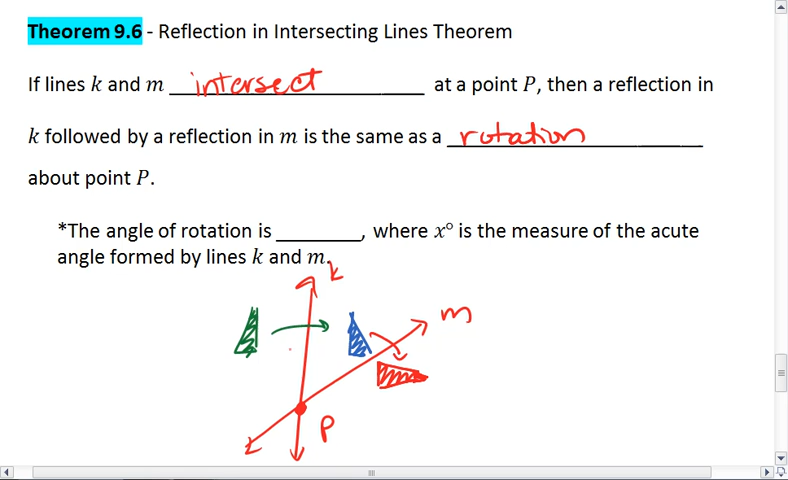 Theorem 9.6 - Reflection in Intersecting Lines Theorem
If lines k and m intersect at a point P, then a reflection in
k followed by a reflection in m is the same as a rotation
about point P.
*The angle of rotation is ________, where x° is the measure of the acute
angle formed by lines k and m.
k
m
P